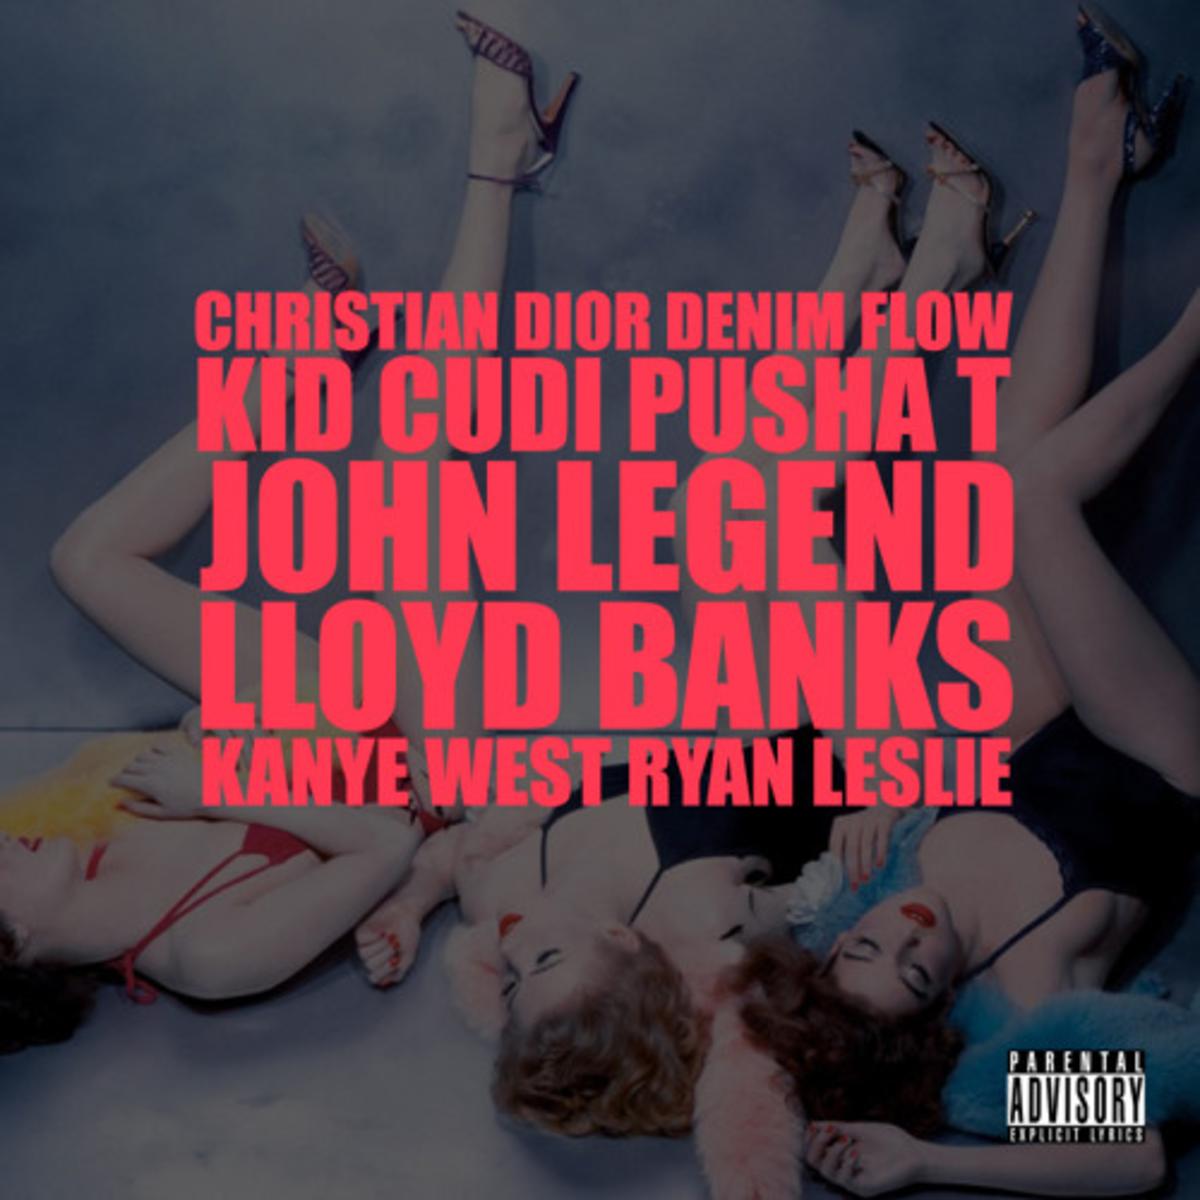 CHRISTIAN DIOR DENIM FLOW
KID CUDI PUSHA T
JOHN LEGEND
LLOYD BANKS
KANYE WEST RYAN LESLIE
PARENTAL
ADVISORY
EXPLICIT LYRICS